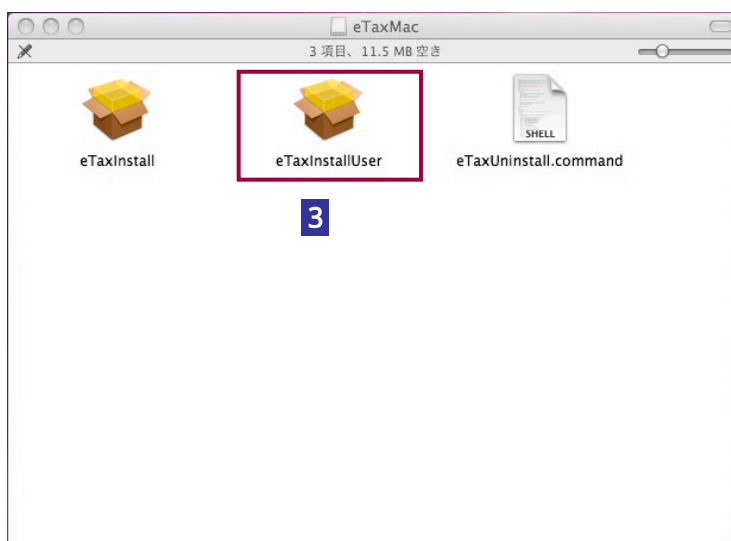 eTaxMac
3 項目、11.5 MB 空き
SHELL
eTaxInstall
eTaxInstallUser
eTaxUninstall.command
3